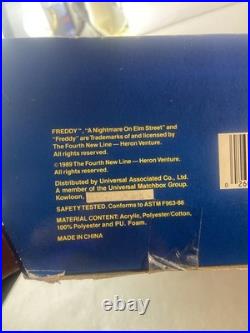 FREDDY™, "A Nightmare On Elm Street" and
"Freddy" are Trademarks of and licensed by
The Fourth New Line — Heron Venture.
All rights reserved.
©1989 The Fourth New Line — Heron Venture.
All rights reserved.
Distributed by Universal Associated Co., Ltd.
A member of the Universal Matchbox Group.
Kowloon,
SAFETY TESTED. Conforms to ASTM F963-86
MATERIAL CONTENT: Acrylic, Polyester/Cotton,
100% Polyester and PU. Foam.
MADE IN CHINA
0